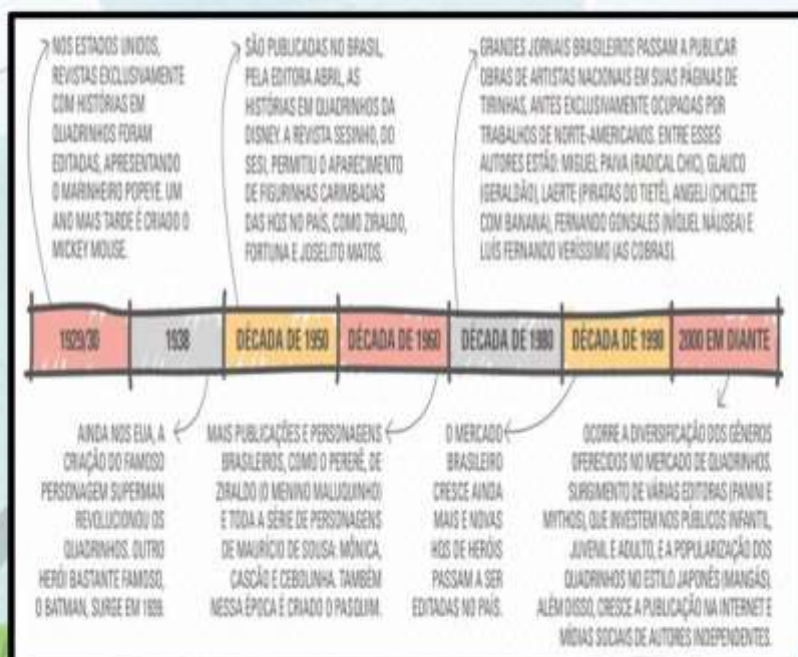 NOS ESTADOS UNIDOS,
REVISTAS EXCLUSIVAMENTE
COM HISTÓRIAS EM
QUADRINHOS FORAM
EDITADAS, APRESENTANDO
O MARINHEIRO POPEYE. UM
ANO MAIS TARDE É CRIADO O
MICKEY MOUSE.
SÃO PUBLICADAS NO BRASIL,
PELA EDITORA ABRIL, AS
HISTÓRIAS EM QUADRINHOS DA
DISNEY. A REVISTA SESINHO, DO
SESI, PERMITIU O APARECIMENTO
DE FIGURINHAS CARIMBADAS
DAS HQS NO PAÍS, COMO ZIRALDO,
FORTUNA E JOSELITO MATOS.
GRANDES JORNAIS BRASILEIROS PASSAM A PUBLICAR
OBRAS DE ARTISTAS NACIONAIS EM SUAS PÁGINAS DE
TIRINHAS, ANTES EXCLUSIVAMENTE OCUPADAS POR
TRABALHOS DE NORTE-AMERICANOS. ENTRE ESSES
AUTORES ESTÃO: MIGUEL PAIVA (RADICAL CHIC), GLAUCO
(GERALDÃO), LAERTE (PIRATAS DO TIETÊ), ANGELI (CHICLETE
COM BANANA), FERNANDO GONSALES (NÍQUEL NÁUSEA) E
LUÍS FERNANDO VERÍSSIMO (AS COBRAS).
1929/30
1938
DÉCADA DE 1950
DÉCADA DE 1960
DÉCADA DE 1980
DÉCADA DE 1990
2000 EM DIANTE
AINDA NOS EUA, A
CRIAÇÃO DO FAMOSO
PERSONAGEM SUPERMAN
REVOLUCIONOU OS
QUADRINHOS. OUTRO
HERÓI BASTANTE FAMOSO,
O BATMAN, SURGE EM 1939.
MAIS PUBLICAÇÕES E PERSONAGENS
BRASILEIROS, COMO O PERERÊ, DE
ZIRALDO (O MENINO MALUQUINHO)
E TODA A SÉRIE DE PERSONAGENS
DE MAURÍCIO DE SOUSA: MÔNICA,
CASCÃO E CEBOLINHA. TAMBÉM
NESSA ÉPOCA É CRIADO O PASQUIM.
O MERCADO
BRASILEIRO
CRESCE AINDA
MAIS E NOVAS
HQS DE HERÓIS
PASSAM A SER
EDITADAS NO PAÍS.
OCORRE A DIVERSIFICAÇÃO DOS GÊNEROS
OFERECIDOS NO MERCADO DE QUADRINHOS,
SURGIMENTO DE VÁRIAS EDITORAS (PANINI E
MYTHOS), QUE INVESTEM NOS PÚBLICOS INFANTIL,
JUVENIL E ADULTO, E A POPULARIZAÇÃO DOS
QUADRINHOS NO ESTILO JAPONÊS (MANGÁS).
ALÉM DISSO, CRESCE A PUBLICAÇÃO NA INTERNET E
MÍDIAS SOCIAIS DE AUTORES INDEPENDENTES.